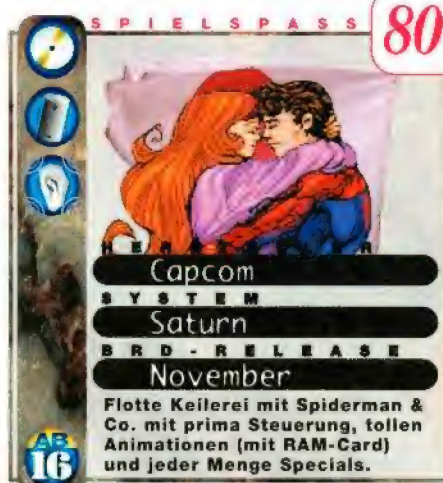 SPIELSPASS
80
HERSTELLER
Capcom
SYSTEM
Saturn
BRD-RELEASE
November
Flotte Keilerei mit Spiderman &
Co. mit prima Steuerung, tollen
Animationen (mit RAM-Card)
und jeder Menge Specials.
AB
16